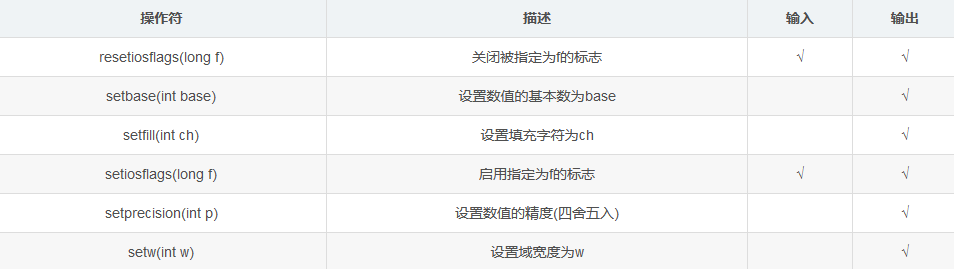 操作符 描述 输入 输出
resetiosflags(long f) 关闭被指定为f的标志 √ √
setbase(int base) 设置数值的基本数为base √
setfill(int ch) 设置填充字符为ch √
setiosflags(long f) 启用指定为f的标志 √ √
setprecision(int p) 设置数值的精度(四舍五入) √
setw(int w) 设置域宽度为w √